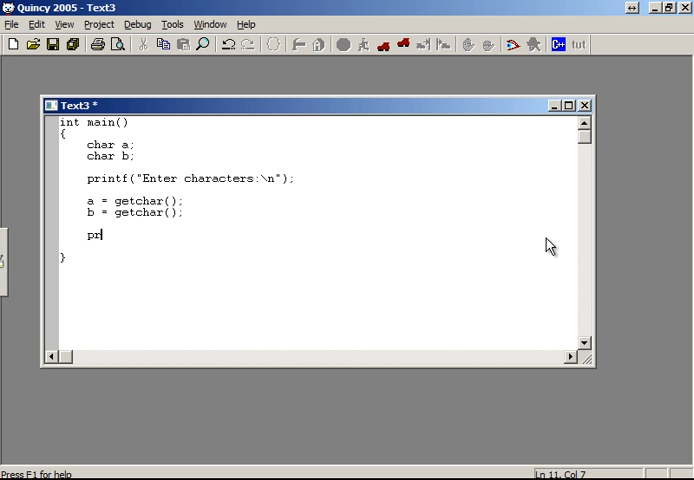 Quincy 2005 - Text3
File Edit View Project Debug Tools Window Help
C++ tut
Text3 *
int main()
{
char a;
char b;
printf("Enter characters:\n");
a = getchar();
b = getchar();
pr
}
Press F1 for help
Ln 11, Col 7